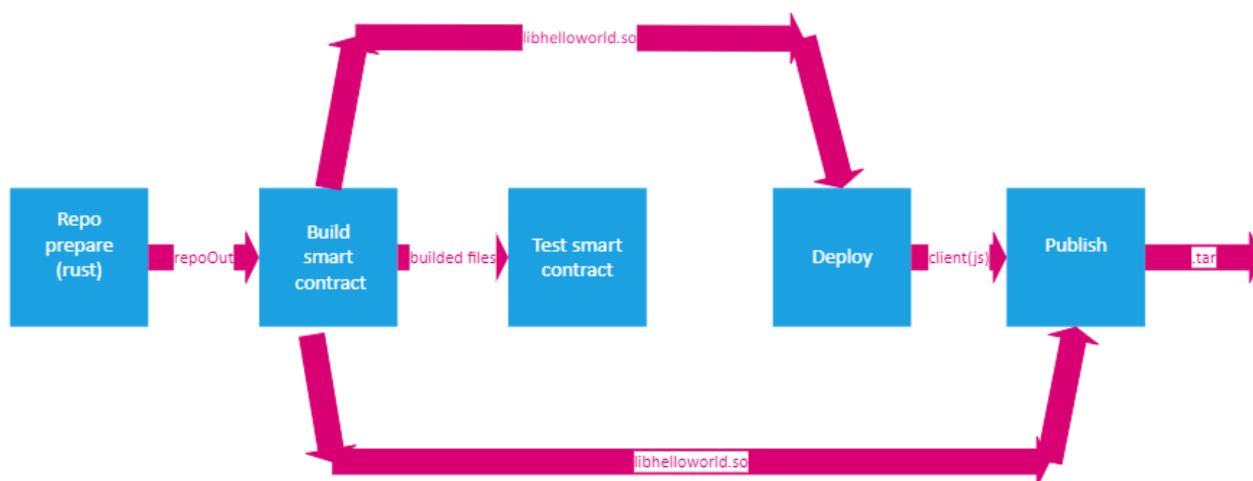 libhelloworld.so
Repo
prepare
(rust)
repoOut
Build
smart
contract
builded files
Test smart
contract
Deploy
client(js)
Publish
.tar
libhelloworld.so